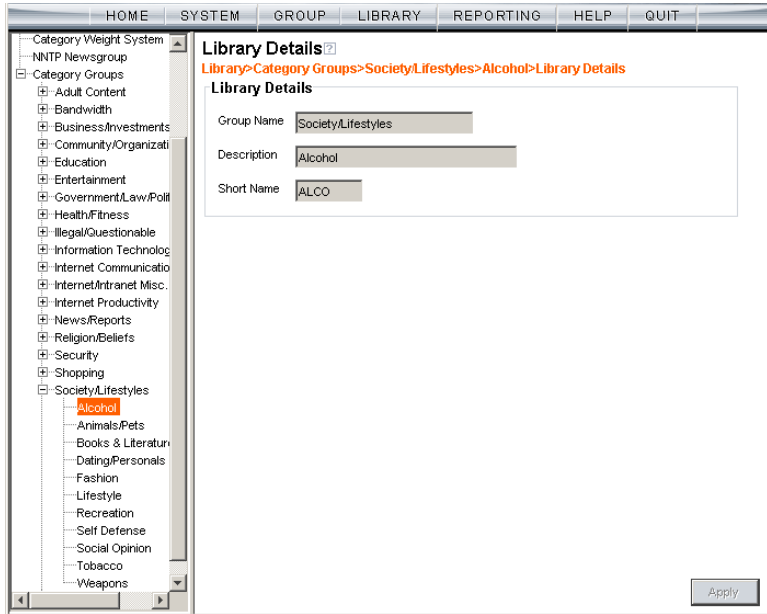 HOME SYSTEM GROUP LIBRARY REPORTING HELP QUIT
Category Weight System
NNTP Newsgroup
Category Groups
Adult Content
Bandwidth
Business/Investments
Community/Organizati
Education
Entertainment
Government/Law/Polit
Health/Fitness
Illegal/Questionable
Information Technolog
Internet Communicatio
Internet/Intranet Misc.
Internet Productivity
News/Reports
Religion/Beliefs
Security
Shopping
Society/Lifestyles
Alcohol
Animals/Pets
Books & Literature
Dating/Personals
Fashion
Lifestyle
Recreation
Self Defense
Social Opinion
Tobacco
Weapons
Library Details?
Library>Category Groups>Society/Lifestyles>Alcohol>Library Details
Library Details
Group Name Society/Lifestyles
Description Alcohol
Short Name ALCO
Apply